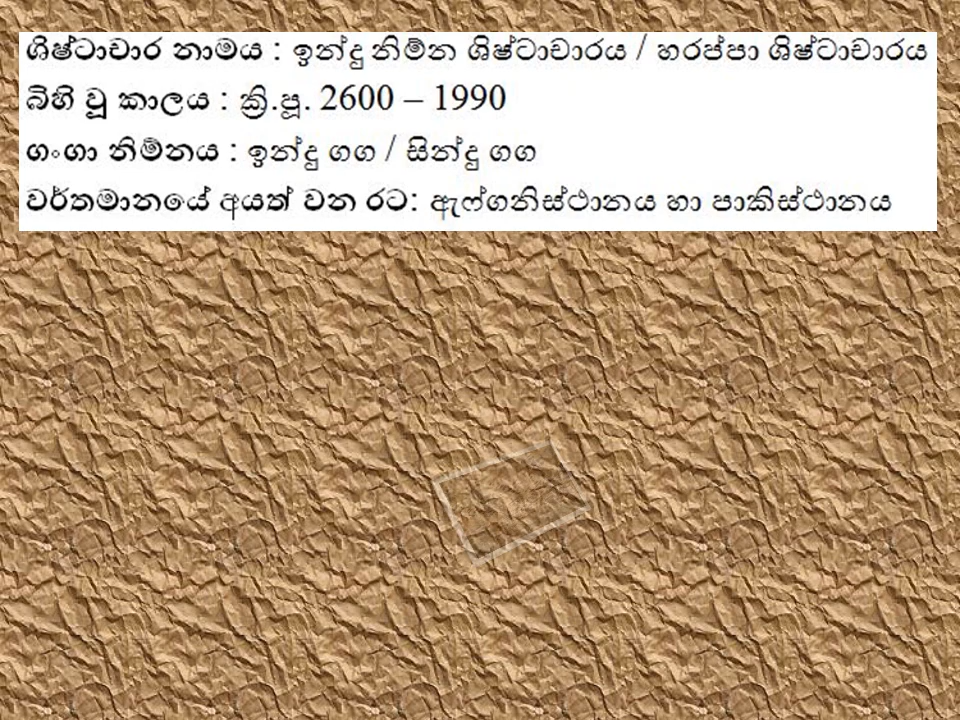 ශිෂ්ටාචාර නාමය : ඉන්දු නිම්න ශිෂ්ටාචාරය / හරප්පා ශිෂ්ටාචාරය
බිහි වූ කාලය : ක්‍රි.පූ. 2600 – 1990
ගංගා නිම්නය : ඉන්දු ගඟ / සින්දු ගඟ
වර්තමානයේ අයත් වන රට: ඇෆ්ගනිස්ථානය හා පාකිස්ථානය